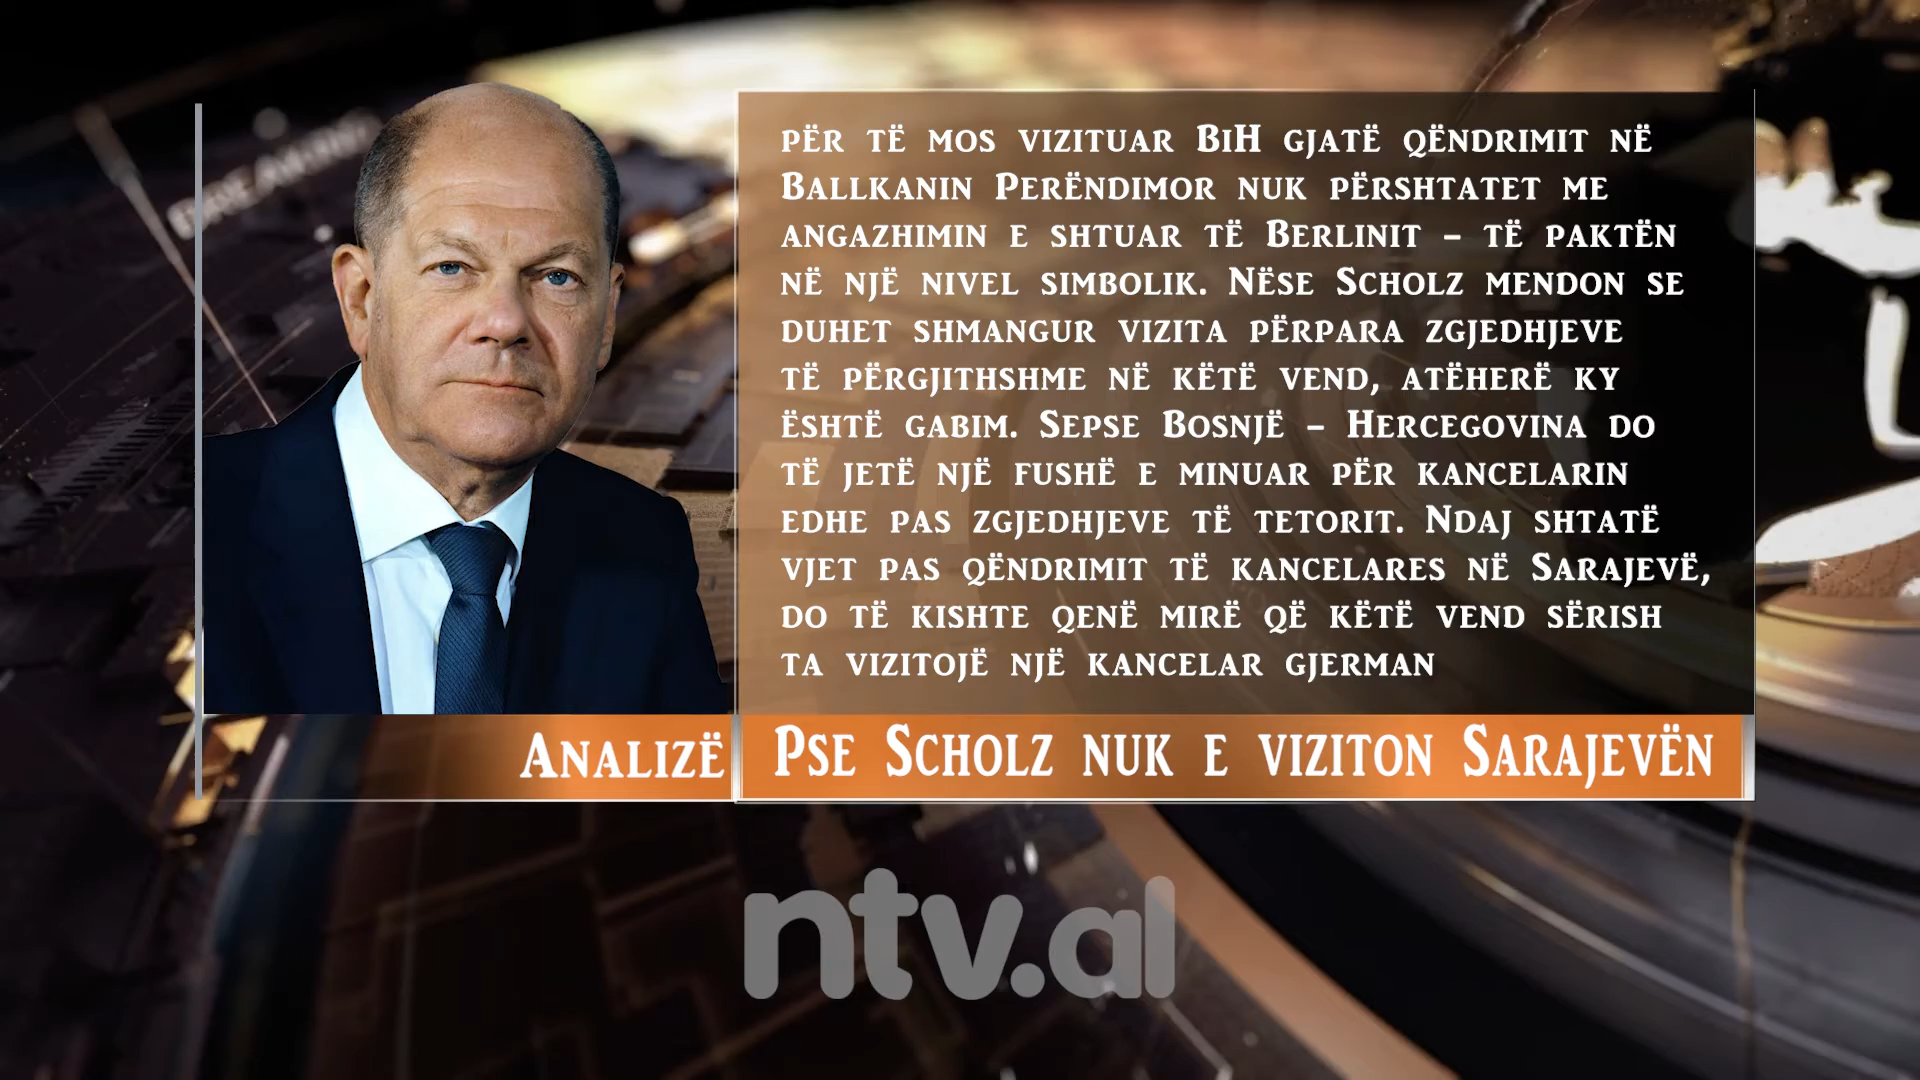 për të mos vizituar BiH gjatë qëndrimit në
Ballkanin Perëndimor nuk përshtatet me
angazhimin e shtuar të Berlinit – të paktën
në një nivel simbolik. Nëse Scholz mendon se
duhet shmangur vizita përpara zgjedhjeve
të përgjithshme në këtë vend, atëherë ky
është gabim. Sepse Bosnjë – Hercegovina do
të jetë një fushë e minuar për kancelarin
edhe pas zgjedhjeve të tetorit. Ndaj shtatë
vjet pas qëndrimit të kancelares në Sarajevë,
do të kishte qenë mirë që këtë vend sërish
ta vizitojë një kancelar gjerman
Analizë
Pse Scholz nuk e viziton Sarajevën
ntv.al